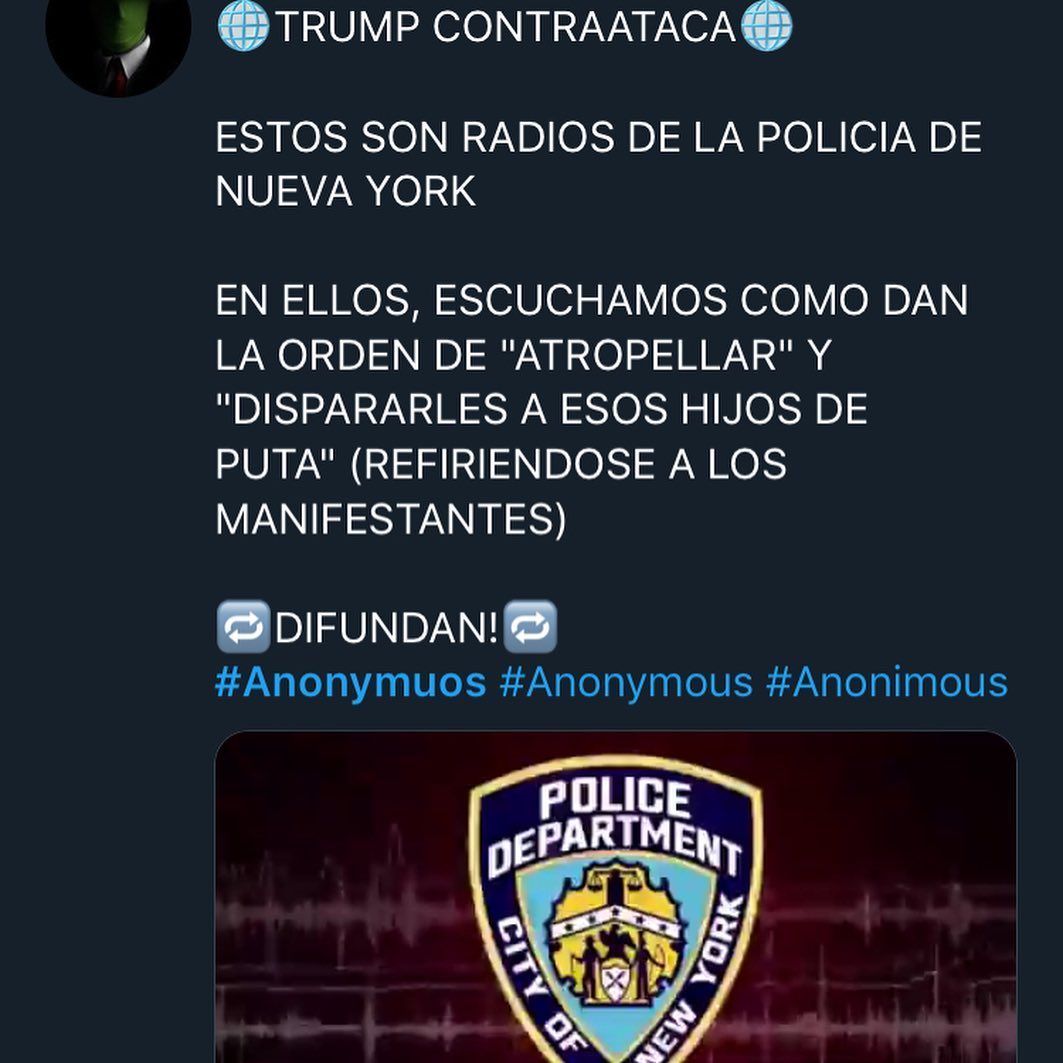 🌐TRUMP CONTRAATACA🌐
ESTOS SON RADIOS DE LA POLICIA DE
NUEVA YORK
EN ELLOS, ESCUCHAMOS COMO DAN
LA ORDEN DE "ATROPELLAR" Y
"DISPARARLES A ESOS HIJOS DE
PUTA" (REFIRIENDOSE A LOS
MANIFESTANTES)
🔁DIFUNDAN!🔁
#Anonymuos #Anonymous #Anonimous
POLICE
DEPARTMENT
CITY OF
NEW YORK